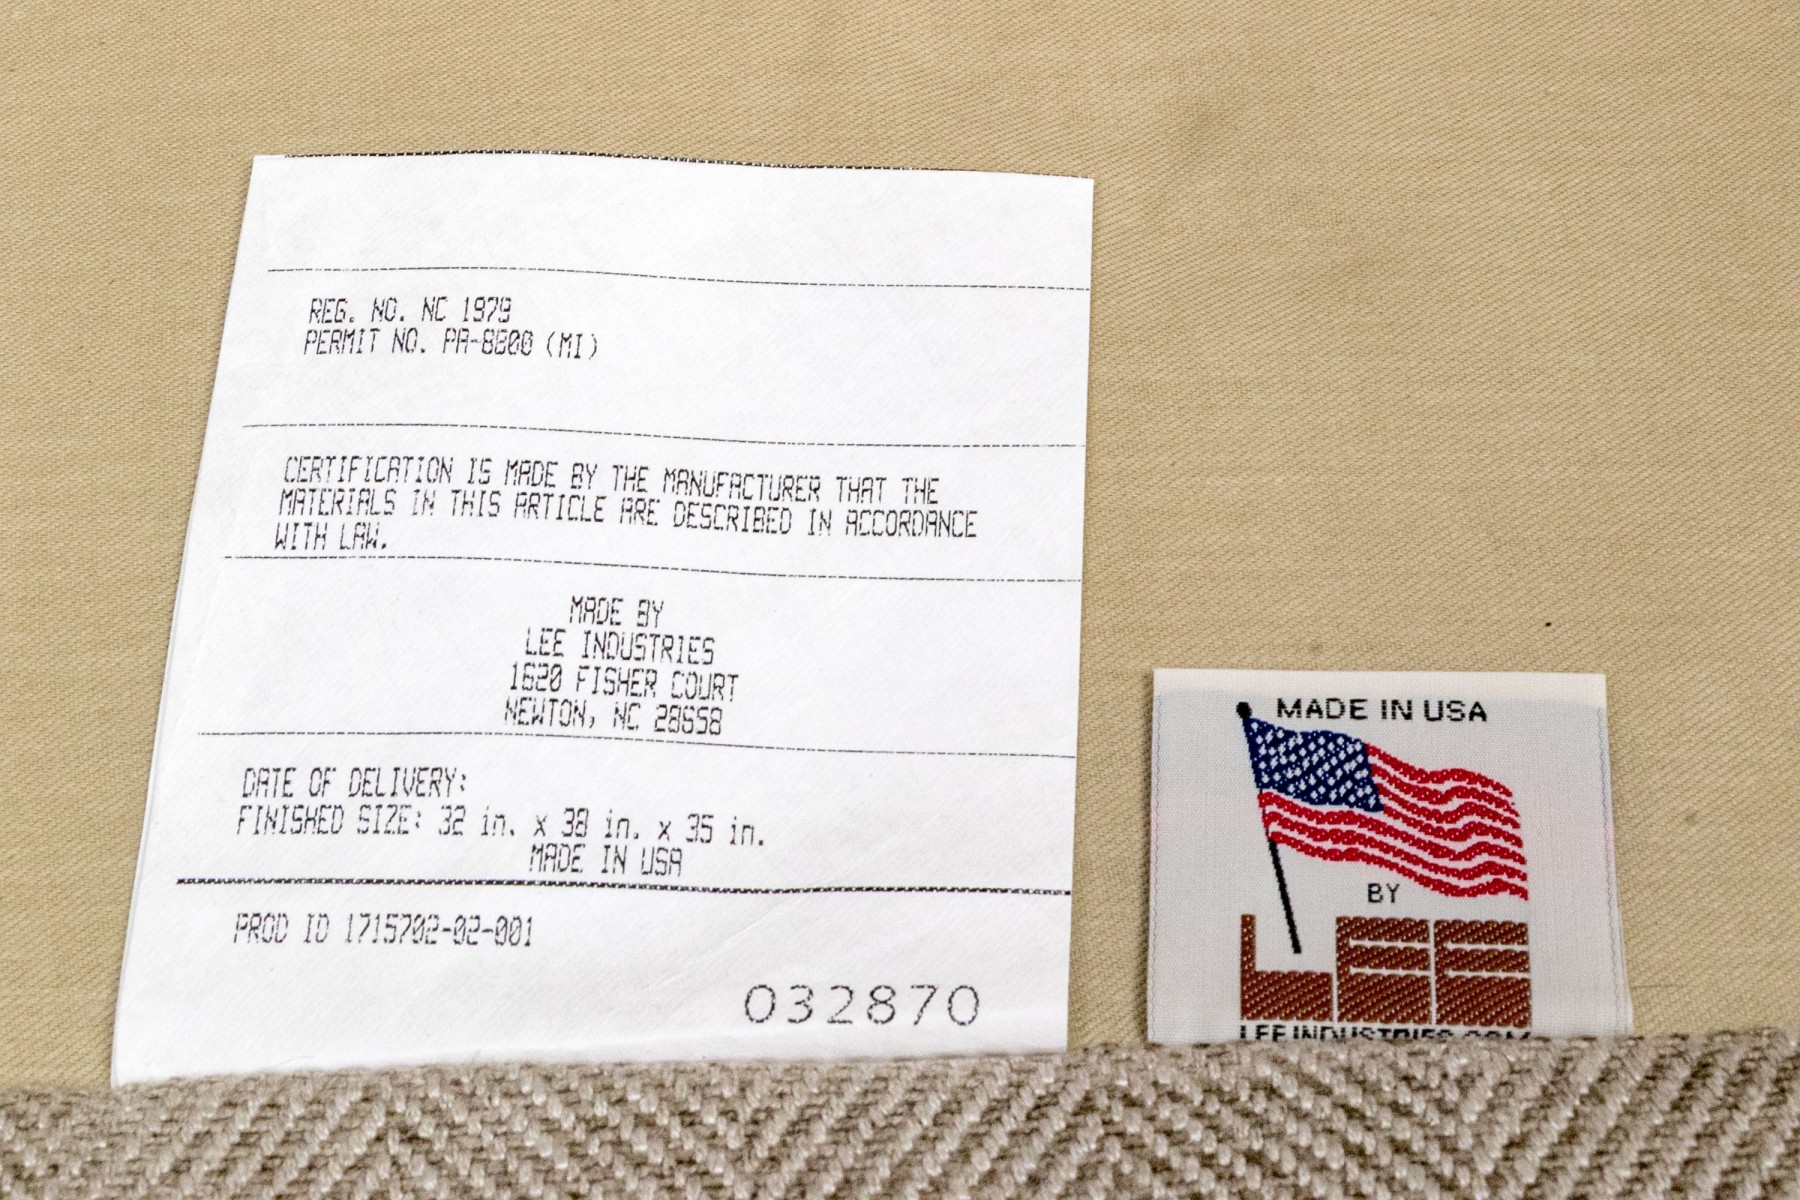 REG. NO. NC 1979
PERMIT NO. PA-8800 (MI)
CERTIFICATION IS MADE BY THE MANUFACTURER THAT THE
MATERIALS IN THIS ARTICLE ARE DESCRIBED IN ACCORDANCE
WITH LAW.
MADE BY
LEE INDUSTRIES
1620 FISHER COURT
NEWTON, NC 28658
DATE OF DELIVERY:
FINISHED SIZE: 32 in. x 38 in. x 35 in.
MADE IN USA
PROD ID 1715702-02-001
032870
MADE IN USA
BY
LEE
LEEINDUSTRIES.COM